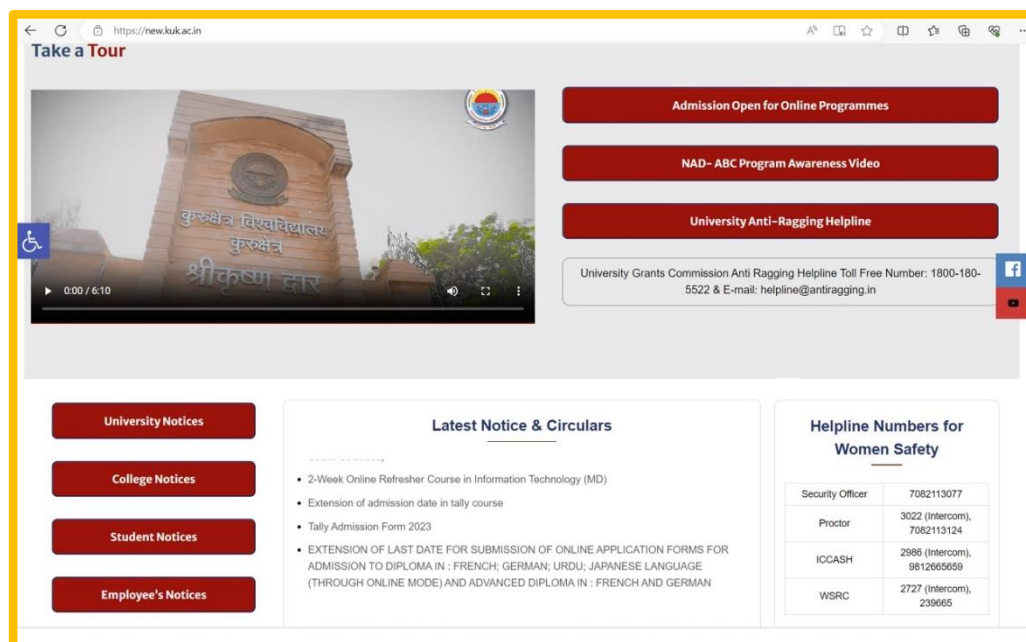 https://new.kuk.ac.in
Take a Tour
कुरुक्षेत्र विश्वविद्यालय
कुरुक्षेत्र
श्रीकृष्ण द्वार
0:00 / 6:10
Admission Open for Online Programmes
NAD- ABC Program Awareness Video
University Anti-Ragging Helpline
University Grants Commission Anti Ragging Helpline Toll Free Number: 1800-180-
5522 & E-mail: helpline@antiragging.in
University Notices
College Notices
Student Notices
Employee's Notices
Latest Notice & Circulars
• 2-Week Online Refresher Course in Information Technology (MD)
• Extension of admission date in tally course
• Tally Admission Form 2023
• EXTENSION OF LAST DATE FOR SUBMISSION OF ONLINE APPLICATION FORMS FOR
ADMISSION TO DIPLOMA IN : FRENCH; GERMAN; URDU; JAPANESE LANGUAGE
(THROUGH ONLINE MODE) AND ADVANCED DIPLOMA IN : FRENCH AND GERMAN
Helpline Numbers for
Women Safety
Security Officer 7082113077
Proctor 3022 (Intercom),
7082113124
ICCASH 2986 (Intercom),
9812665659
WSRC 2727 (Intercom),
239665